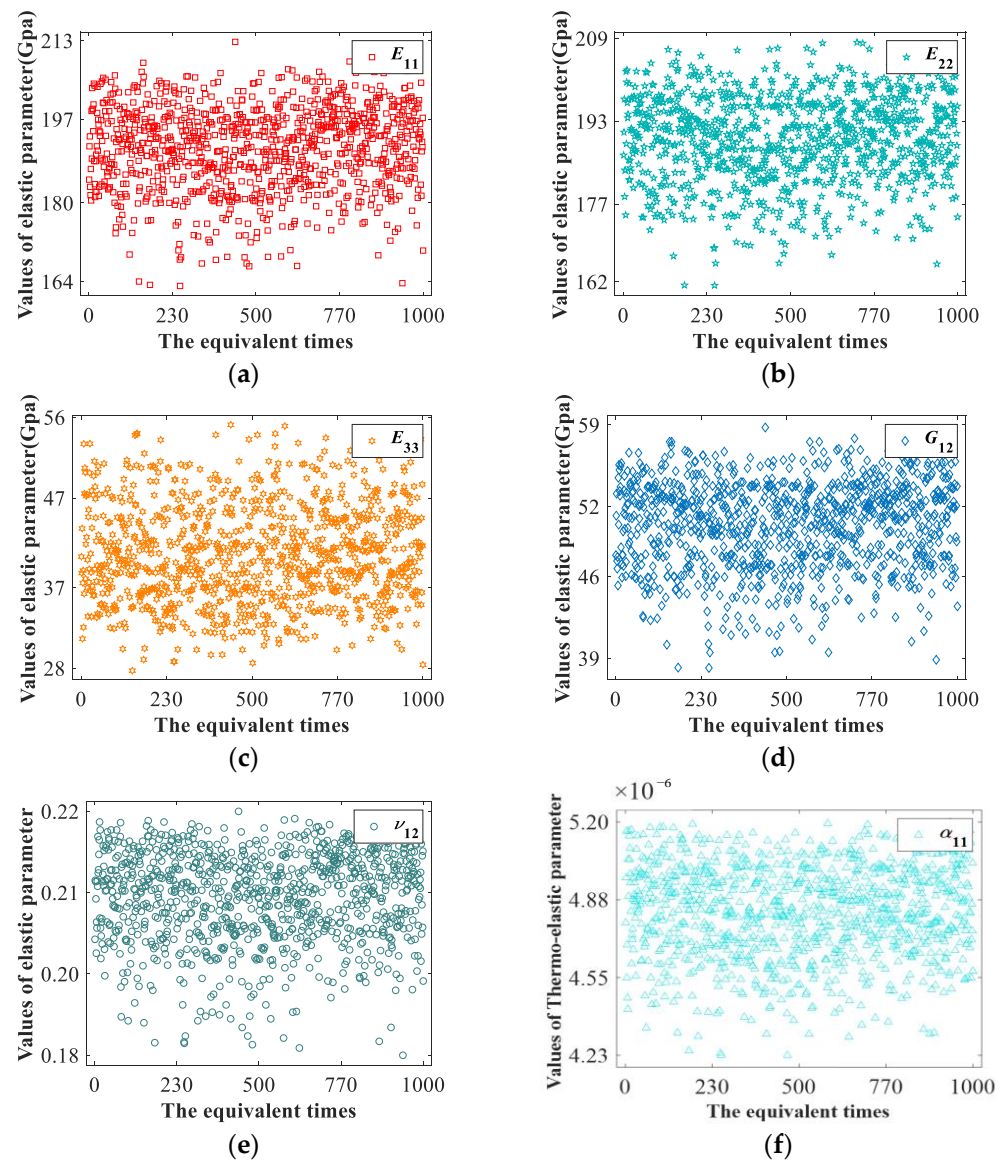 Values of elastic parameter(Gpa)
213
197
180
164
E11
0 230 500 770 1000
The equivalent times
(a)
Values of elastic parameter(Gpa)
209
193
177
162
E22
0 230 500 770 1000
The equivalent times
(b)
Values of elastic parameter(Gpa)
56
47
37
28
E33
0 230 500 770 1000
The equivalent times
(c)
Values of elastic parameter(Gpa)
59
52
46
39
G12
0 230 500 770 1000
The equivalent times
(d)
Values of elastic parameter
0.22
0.21
0.20
0.18
ν12
0 230 500 770 1000
The equivalent times
(e)
Values of Thermo-elastic parameter
×10⁻⁶
5.20
4.88
4.55
4.23
α11
0 230 500 770 1000
The equivalent times
(f)